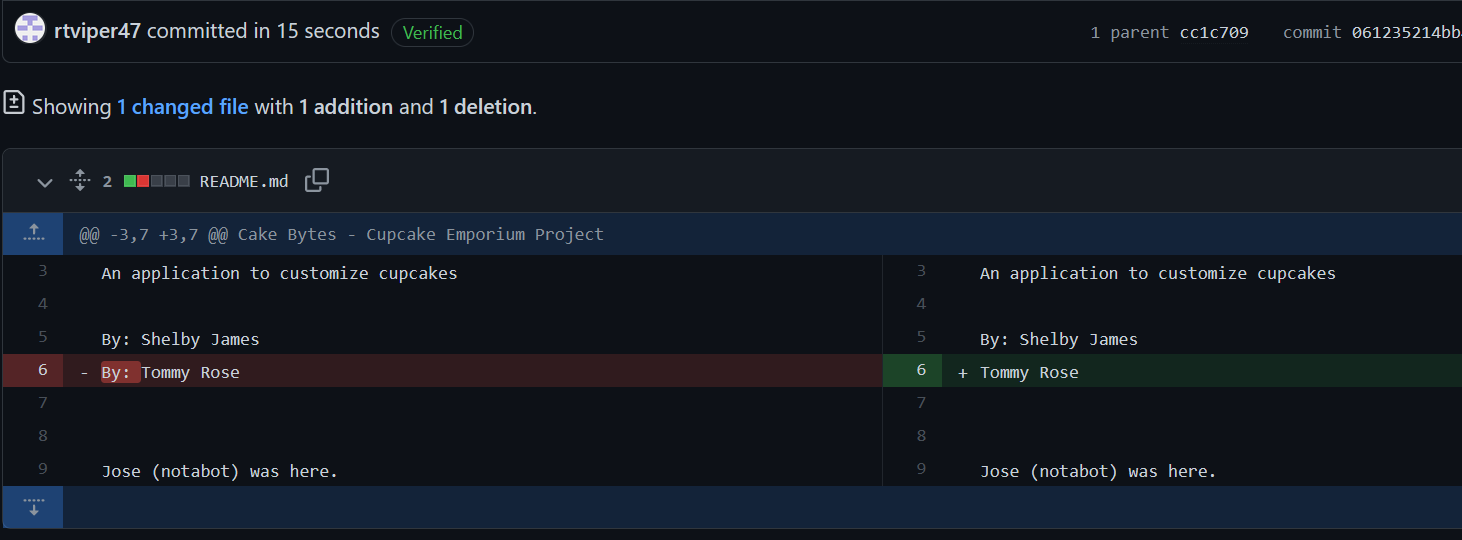 rtviper47 committed in 15 seconds Verified 1 parent cc1c709 commit 061235214bb
Showing 1 changed file with 1 addition and 1 deletion.
2 README.md
@@ -3,7 +3,7 @@ Cake Bytes - Cupcake Emporium Project
3 An application to customize cupcakes 3 An application to customize cupcakes
4 4
5 By: Shelby James 5 By: Shelby James
6 - By: Tommy Rose 6 + Tommy Rose
7 7
8 8
9 Jose (notabot) was here. 9 Jose (notabot) was here.